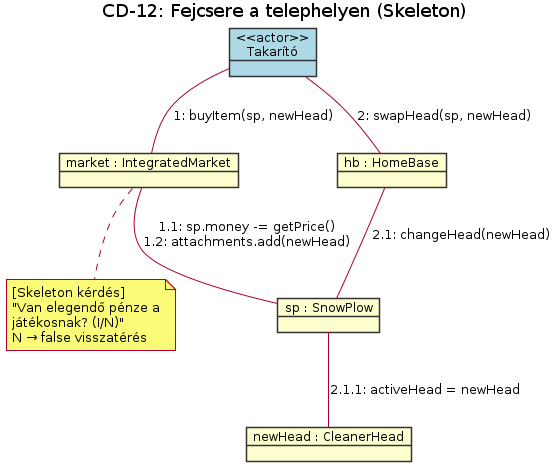 CD-12: Fejcsere a telephelyen (Skeleton)
<<actor>>
Takarító
1: buyItem(sp, newHead)
2: swapHead(sp, newHead)
market : IntegratedMarket
hb : HomeBase
1.1: sp.money -= getPrice()
1.2: attachments.add(newHead)
2.1: changeHead(newHead)
[Skeleton kérdés]
"Van elegendő pénze a
játékosnak? (I/N)"
N → false visszatérés
sp : SnowPlow
2.1.1: activeHead = newHead
newHead : CleanerHead